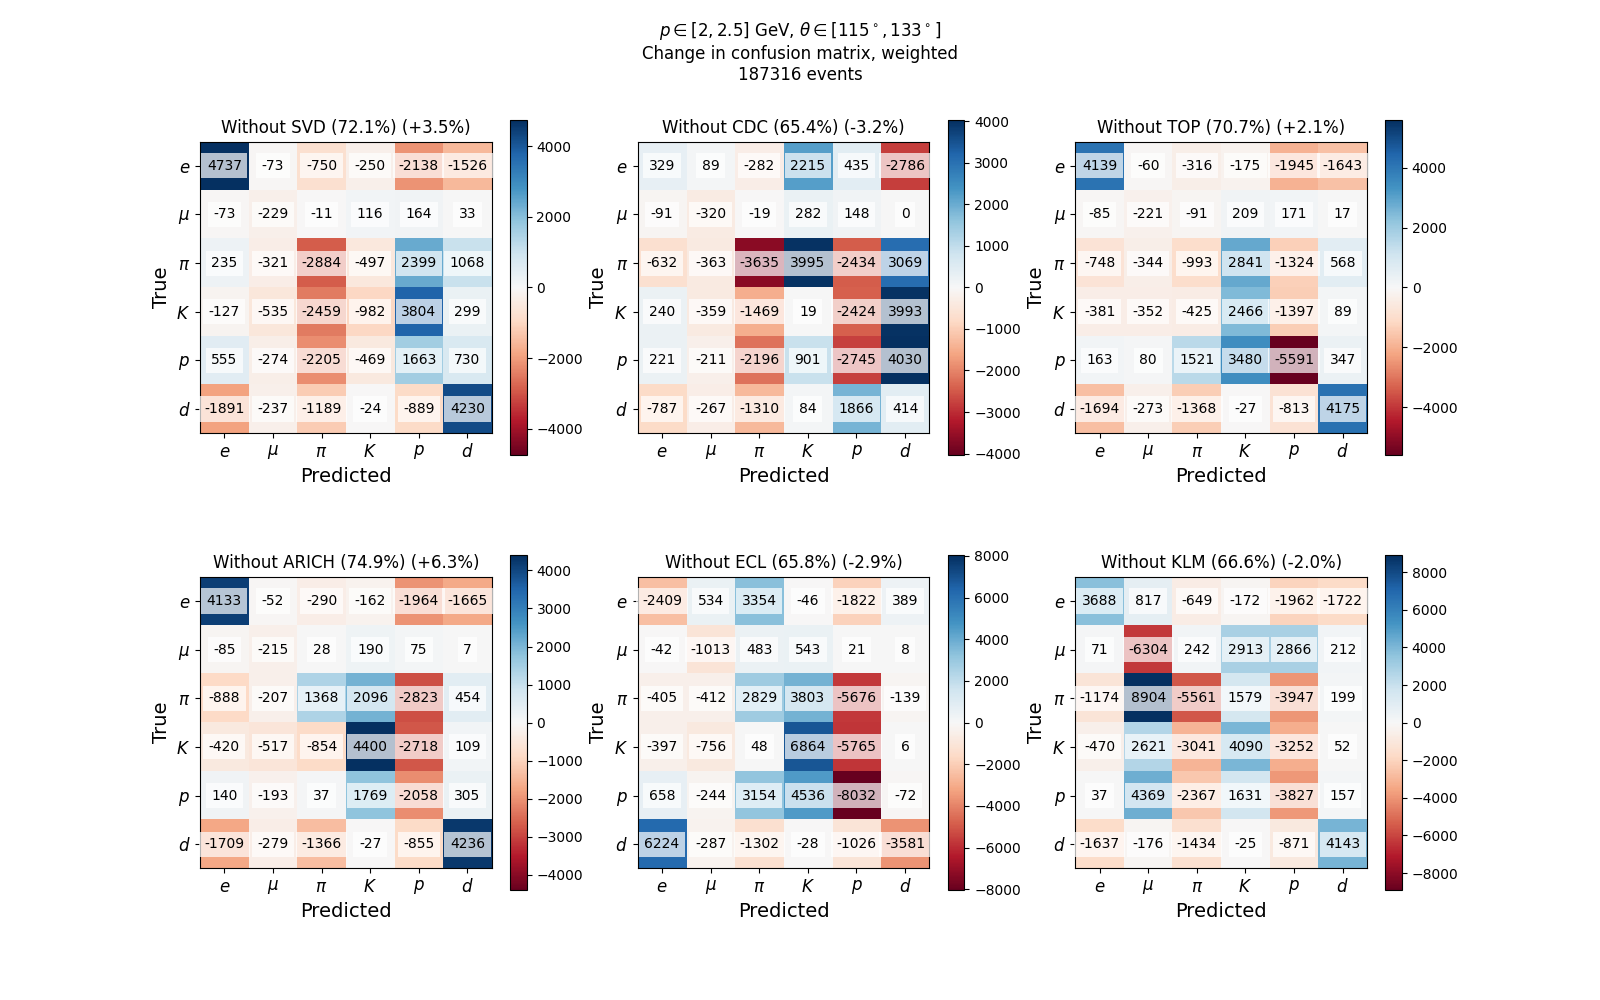 p ∈ [2, 2.5] GeV, θ ∈ [115°, 133°]
Change in confusion matrix, weighted
187316 events
Without SVD (72.1%) (+3.5%)
e 4737 -73 -750 -250 -2138 -1526
μ -73 -229 -11 116 164 33
π 235 -321 -2884 -497 2399 1068
K -127 -535 -2459 -982 3804 299
p 555 -274 -2205 -469 1663 730
d -1891 -237 -1189 -24 -889 4230
e μ π K p d
Predicted
True
4000
2000
0
−2000
−4000
Without CDC (65.4%) (-3.2%)
e 329 89 -282 2215 435 -2786
μ -91 -320 -19 282 148 0
π -632 -363 -3635 3995 -2434 3069
K 240 -359 -1469 19 -2424 3993
p 221 -211 -2196 901 -2745 4030
d -787 -267 -1310 84 1866 414
e μ π K p d
Predicted
True
4000
3000
2000
1000
0
−1000
−2000
−3000
−4000
Without TOP (70.7%) (+2.1%)
e 4139 -60 -316 -175 -1945 -1643
μ -85 -221 -91 209 171 17
π -748 -344 -993 2841 -1324 568
K -381 -352 -425 2466 -1397 89
p 163 80 1521 3480 -5591 347
d -1694 -273 -1368 -27 -813 4175
e μ π K p d
Predicted
True
4000
2000
0
−2000
−4000
Without ARICH (74.9%) (+6.3%)
e 4133 -52 -290 -162 -1964 -1665
μ -85 -215 28 190 75 7
π -888 -207 1368 2096 -2823 454
K -420 -517 -854 4400 -2718 109
p 140 -193 37 1769 -2058 305
d -1709 -279 -1366 -27 -855 4236
e μ π K p d
Predicted
True
4000
3000
2000
1000
0
−1000
−2000
−3000
−4000
Without ECL (65.8%) (-2.9%)
e -2409 534 3354 -46 -1822 389
μ -42 -1013 483 543 21 8
π -405 -412 2829 3803 -5676 -139
K -397 -756 48 6864 -5765 6
p 658 -244 3154 4536 -8032 -72
d 6224 -287 -1302 -28 -1026 -3581
e μ π K p d
Predicted
True
8000
6000
4000
2000
0
−2000
−4000
−6000
−8000
Without KLM (66.6%) (-2.0%)
e 3688 817 -649 -172 -1962 -1722
μ 71 -6304 242 2913 2866 212
π -1174 8904 -5561 1579 -3947 199
K -470 2621 -3041 4090 -3252 52
p 37 4369 -2367 1631 -3827 157
d -1637 -176 -1434 -25 -871 4143
e μ π K p d
Predicted
True
8000
6000
4000
2000
0
−2000
−4000
−6000
−8000